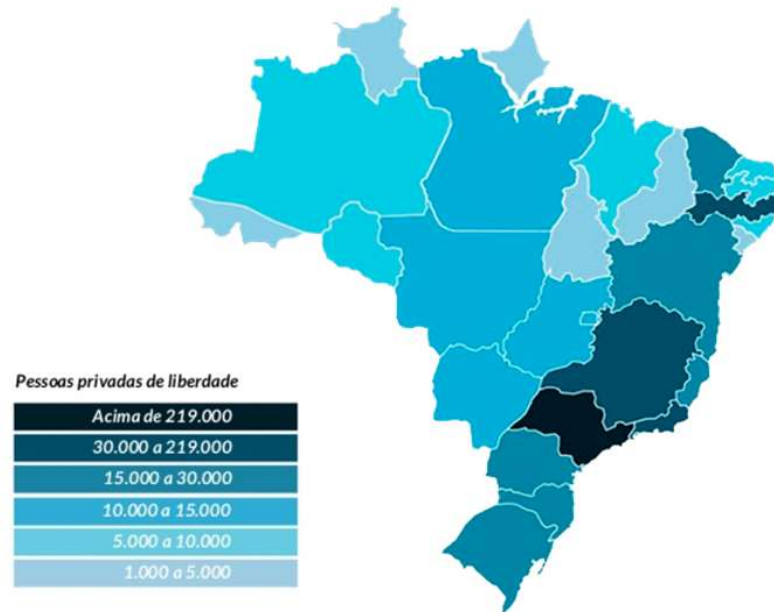 Pessoas privadas de liberdade
Acima de 219.000
30.000 a 219.000
15.000 a 30.000
10.000 a 15.000
5.000 a 10.000
1.000 a 5.000